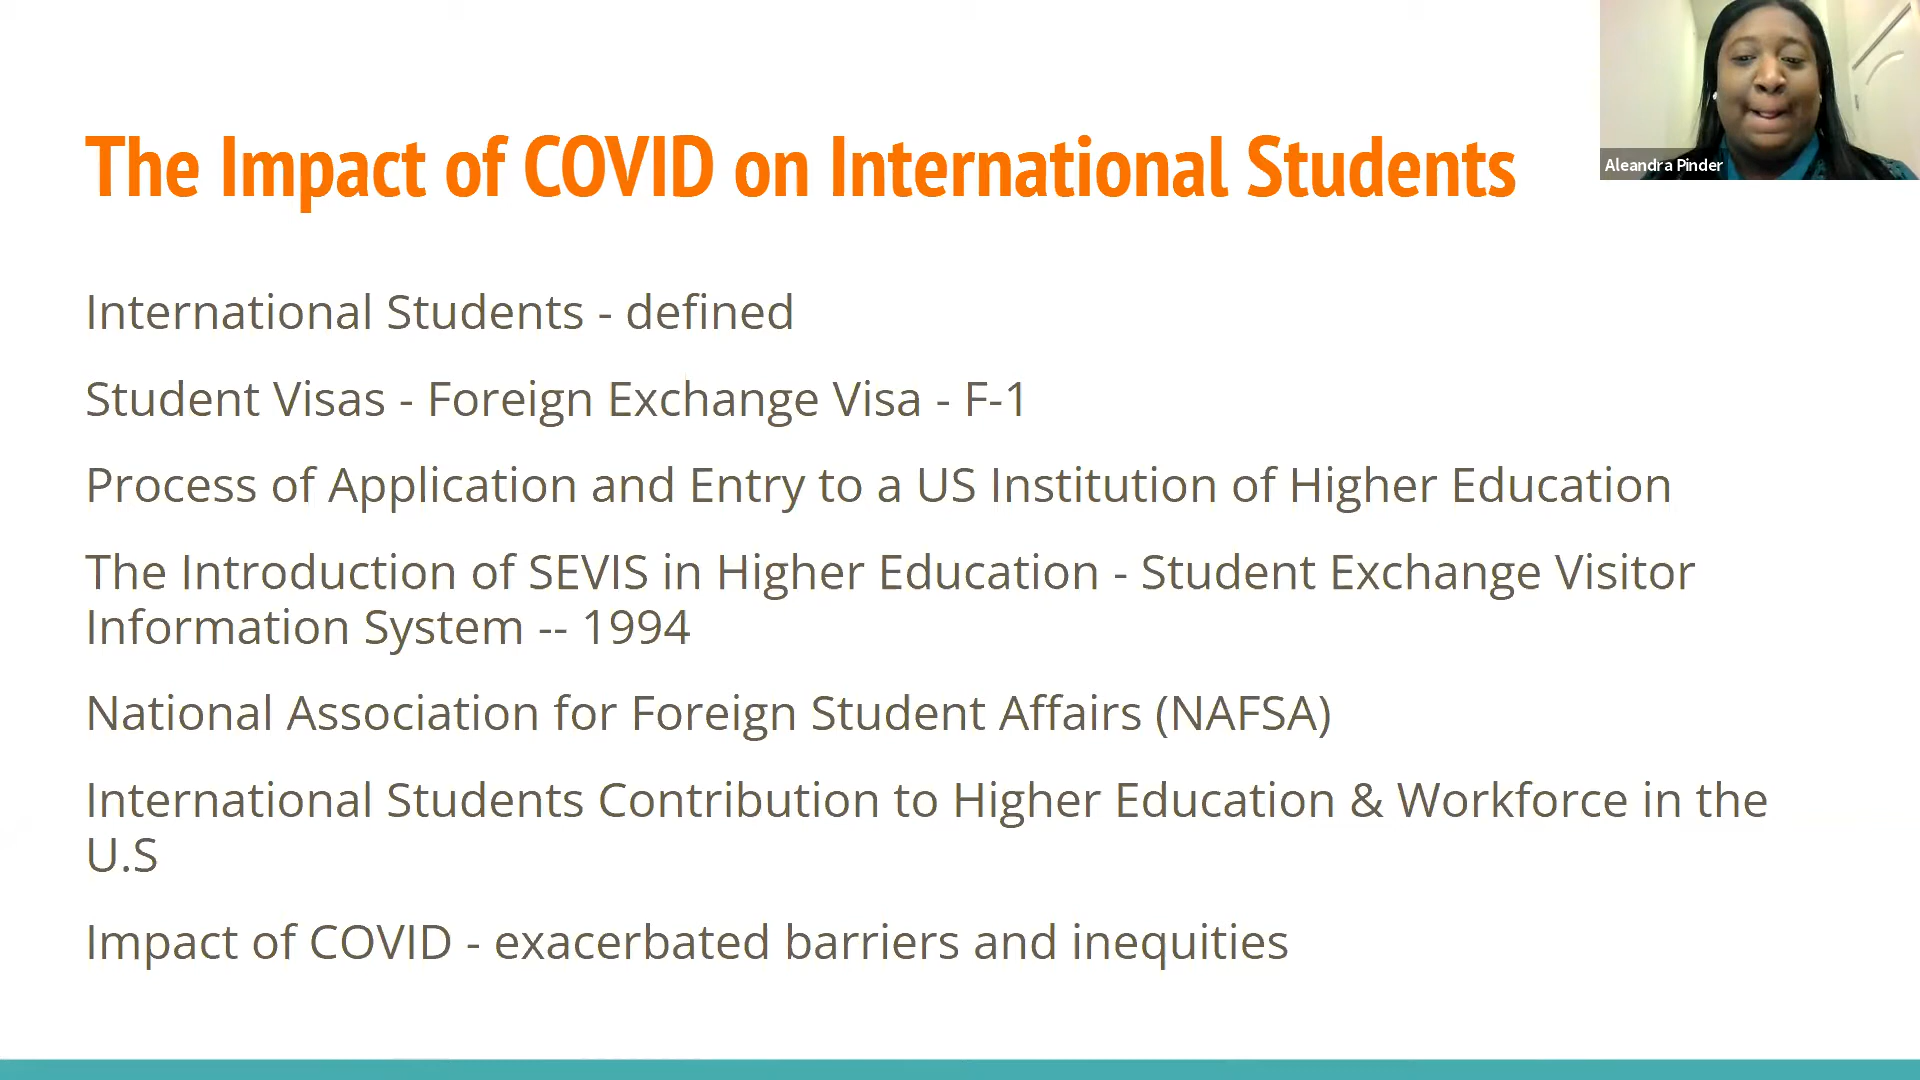 The Impact of COVID on International Students
Aleandra Pinder
International Students - defined
Student Visas - Foreign Exchange Visa - F-1
Process of Application and Entry to a US Institution of Higher Education
The Introduction of SEVIS in Higher Education - Student Exchange Visitor
Information System -- 1994
National Association for Foreign Student Affairs (NAFSA)
International Students Contribution to Higher Education & Workforce in the
U.S
Impact of COVID - exacerbated barriers and inequities